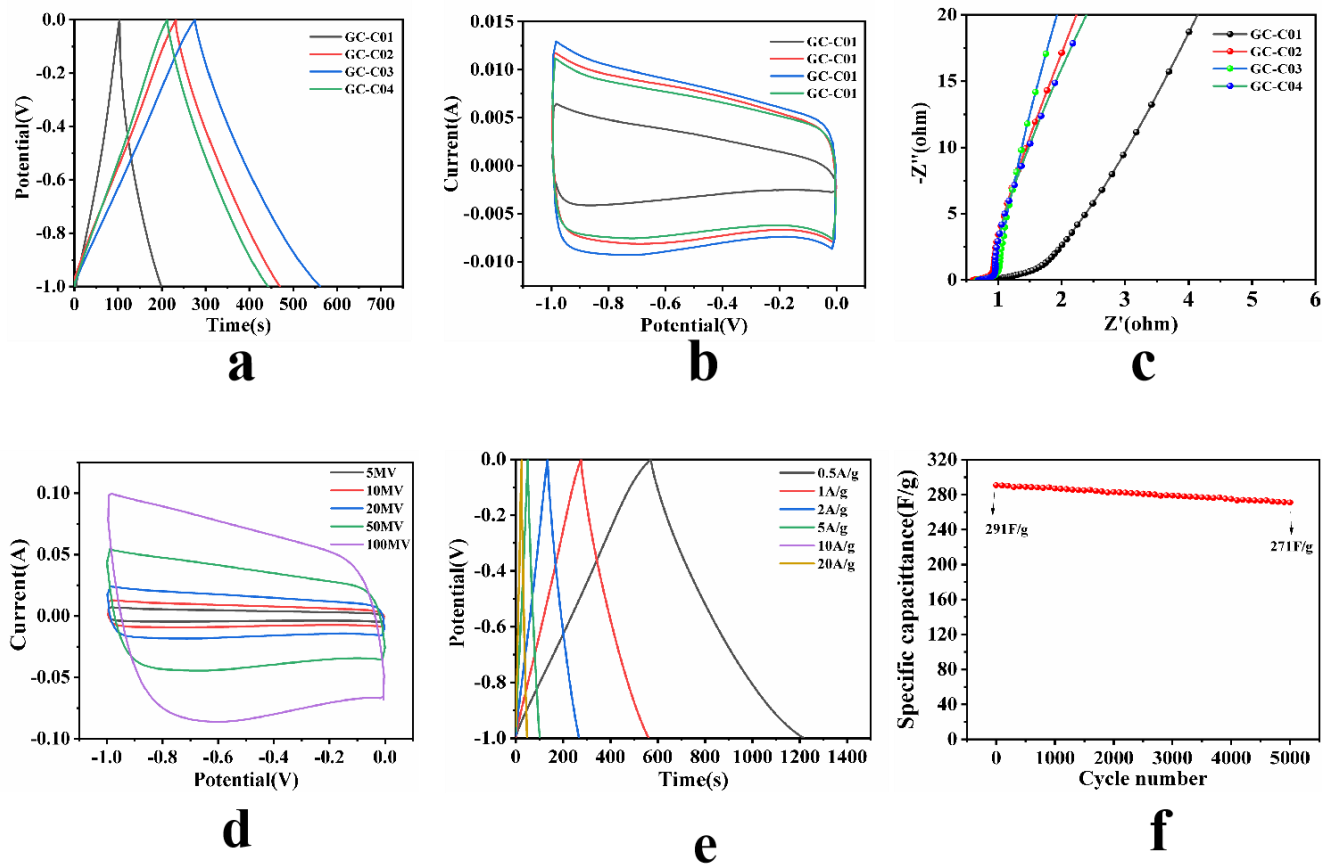 0.0
-0.2
-0.4
-0.6
-0.8
-1.0
Potential(V)
GC-C01
GC-C02
GC-C03
GC-C04
0 100 200 300 400 500 600 700
Time(s)
a
0.015
0.010
0.005
0.000
-0.005
-0.010
Current(A)
GC-C01
GC-C01
GC-C01
GC-C01
-1.0 -0.8 -0.6 -0.4 -0.2 0.0
Potential(V)
b
20
15
10
5
0
-Z''(ohm)
GC-C01
GC-C02
GC-C03
GC-C04
1 2 3 4 5 6
Z'(ohm)
c
0.10
0.05
0.00
-0.05
-0.10
Current(A)
5MV
10MV
20MV
50MV
100MV
-1.0 -0.8 -0.6 -0.4 -0.2 0.0
Potential(V)
d
0.0
-0.2
-0.4
-0.6
-0.8
-1.0
Potential(V)
0.5A/g
1A/g
2A/g
5A/g
10A/g
20A/g
0 200 400 600 800 1000 1200 1400
Time(s)
e
320
280
240
200
160
120
80
40
0
Specific capacittance(F/g)
291F/g
271F/g
0 1000 2000 3000 4000 5000
Cycle number
f